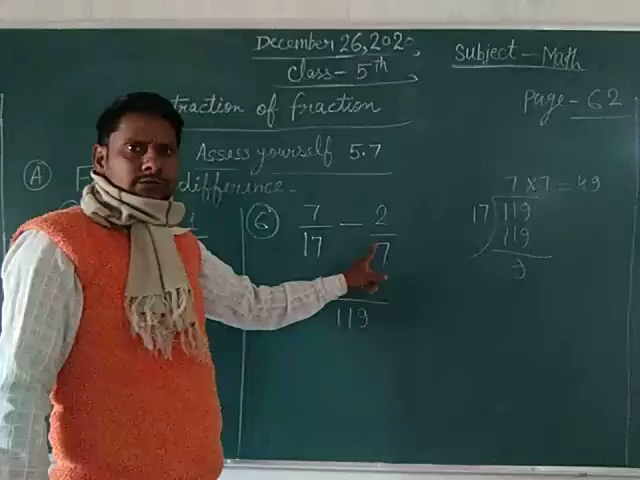 December 26, 2020,
Subject - Math
Class - 5th,
Page - 62
traction of fraction
Assess yourself 5.7
A F difference -
6 7/17 - 2/7
119
7 x 7 = 49
17) 119
119